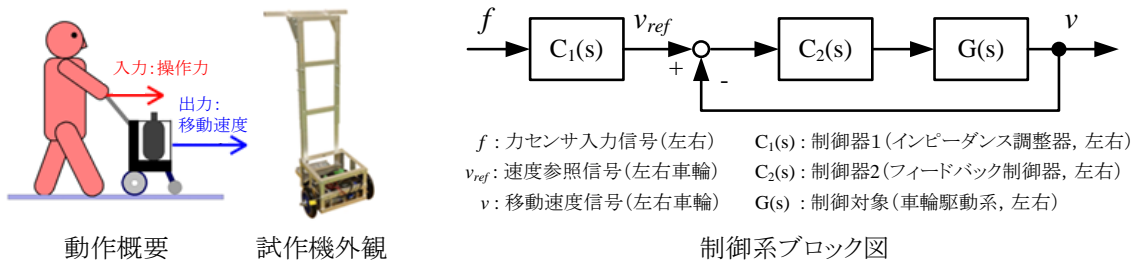 入力：操作力
出力：
移動速度
動作概要
試作機外観
f
C₁(s)
v_ref
+
-
C₂(s)
G(s)
v
f：力センサ入力信号（左右）
v_ref：速度参照信号（左右車輪）
v：移動速度信号（左右車輪）
C₁(s)：制御器1（インピーダンス調整器，左右）
C₂(s)：制御器2（フィードバック制御器，左右）
G(s)：制御対象（車輪駆動系，左右）
制御系ブロック図